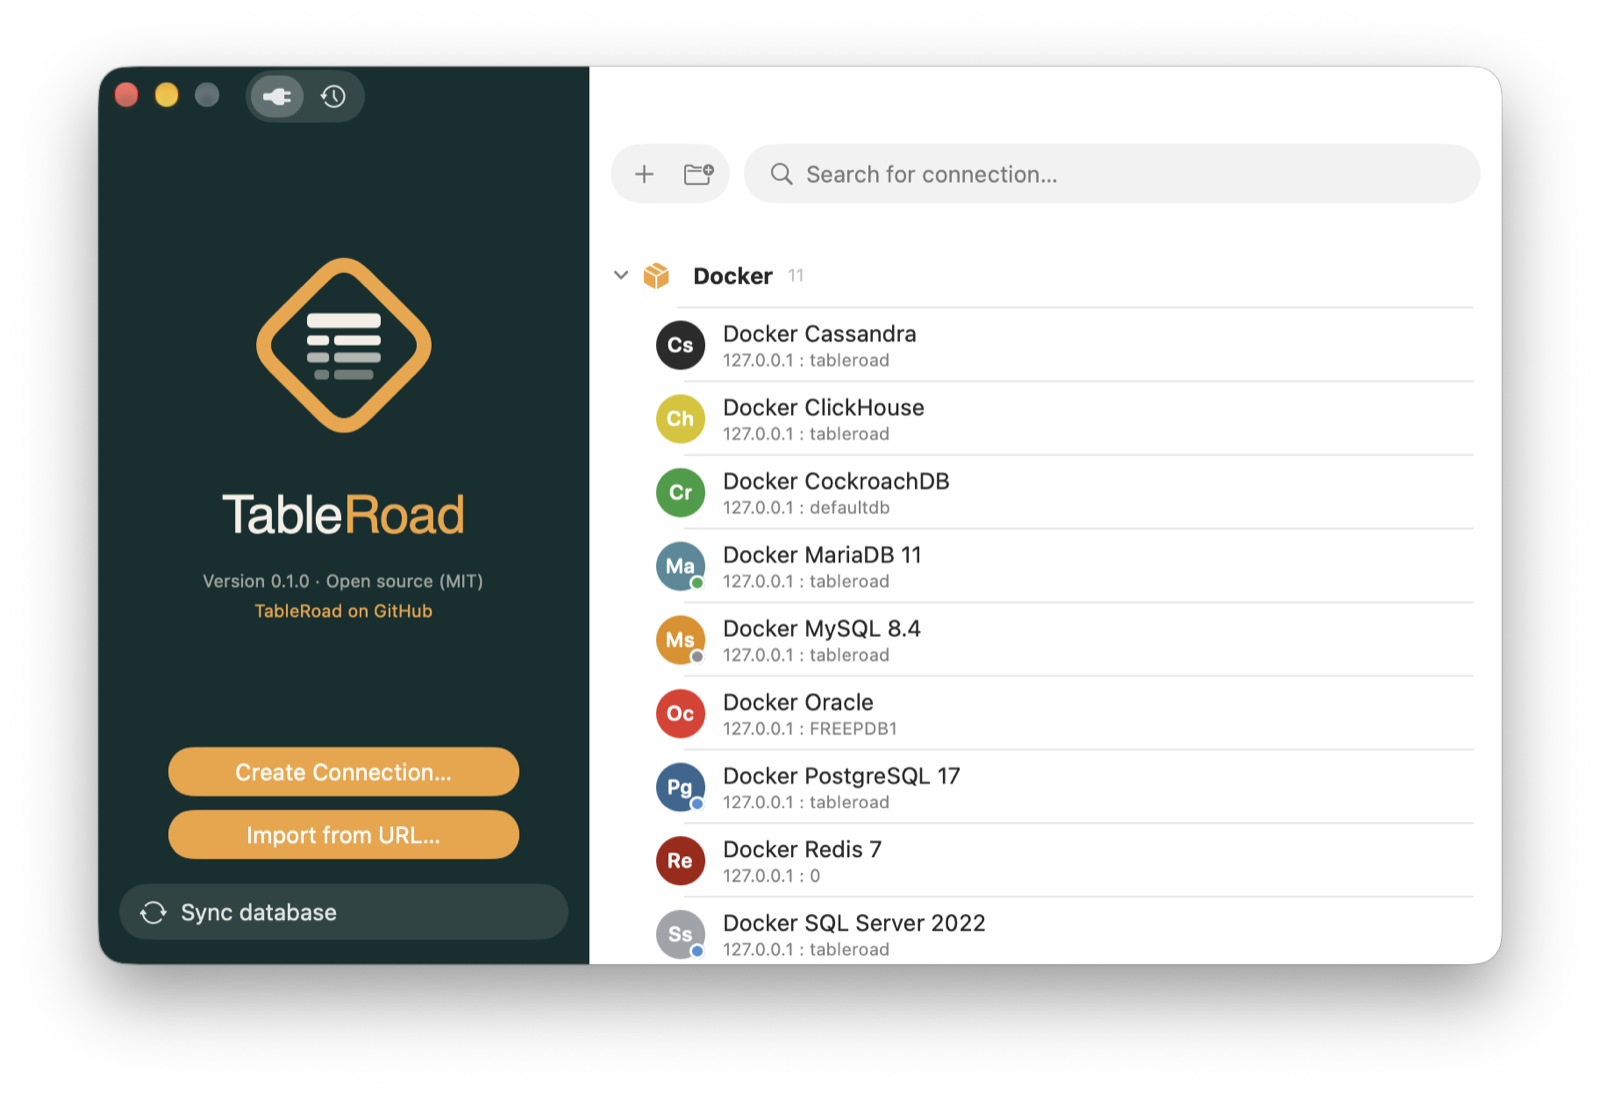 TableRoad
Version 0.1.0 · Open source (MIT)
TableRoad on GitHub
Create Connection...
Import from URL...
Sync database
Search for connection...
Docker 11
Cs
Docker Cassandra
127.0.0.1 : tableroad
Ch
Docker ClickHouse
127.0.0.1 : tableroad
Cr
Docker CockroachDB
127.0.0.1 : defaultdb
Ma
Docker MariaDB 11
127.0.0.1 : tableroad
Ms
Docker MySQL 8.4
127.0.0.1 : tableroad
Oc
Docker Oracle
127.0.0.1 : FREEPDB1
Pg
Docker PostgreSQL 17
127.0.0.1 : tableroad
Re
Docker Redis 7
127.0.0.1 : 0
Ss
Docker SQL Server 2022
127.0.0.1 : tableroad